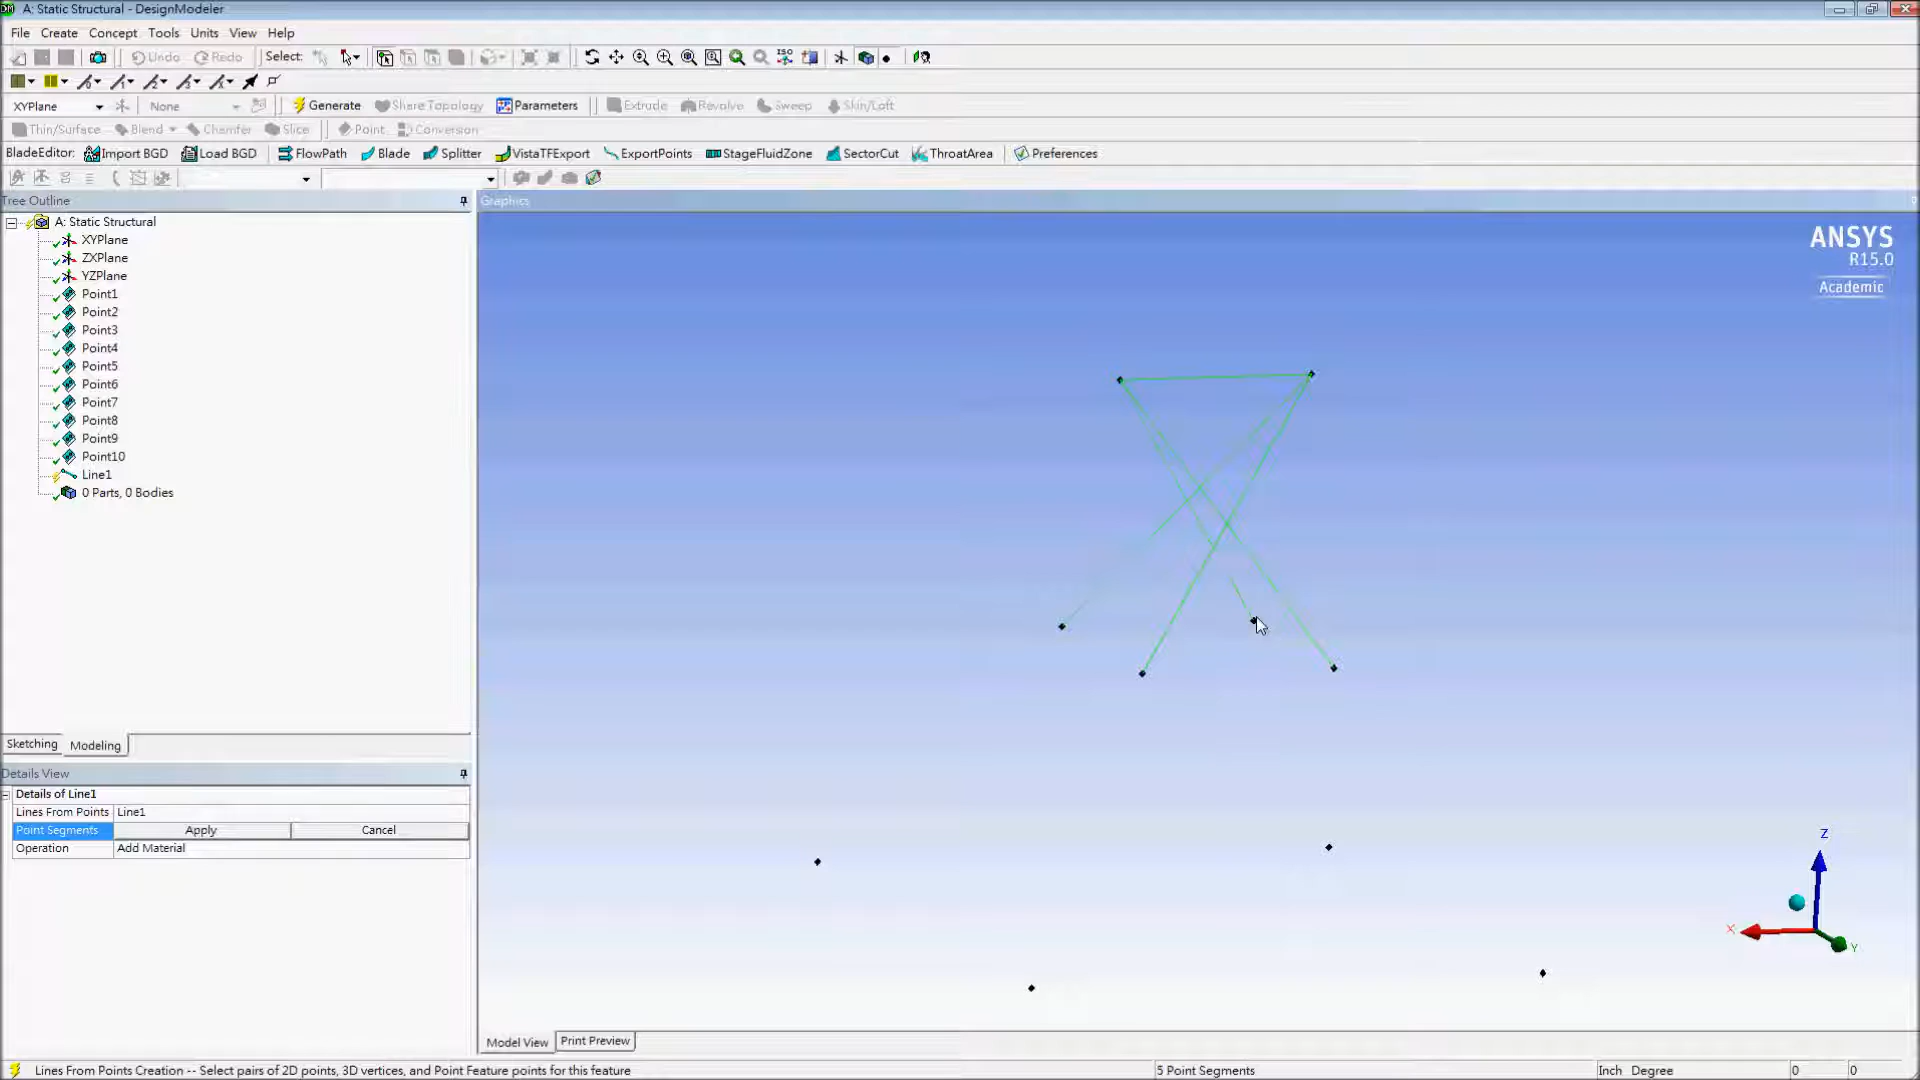 A: Static Structural - DesignModeler
File Create Concept Tools Units View Help
Undo Redo Select: ISO
XYPlane None Generate Share Topology Parameters Extrude Revolve Sweep Skin/Loft
Thin/Surface Blend Chamfer Slice Point Conversion
BladeEditor: Import BGD Load BGD FlowPath Blade Splitter VistaTFExport ExportPoints StageFluidZone SectorCut ThroatArea Preferences
Tree Outline
A: Static Structural
XYPlane
ZXPlane
YZPlane
Point1
Point2
Point3
Point4
Point5
Point6
Point7
Point8
Point9
Point10
Line1
0 Parts, 0 Bodies
Sketching Modeling
Details View
Details of Line1
Lines From Points Line1
Point Segments Apply Cancel
Operation Add Material
Graphics
ANSYS
R15.0
Academic
Z
X
Y
Model View Print Preview
Lines From Points Creation -- Select pairs of 2D points, 3D vertices, and Point Feature points for this feature 5 Point Segments Inch Degree 0 0